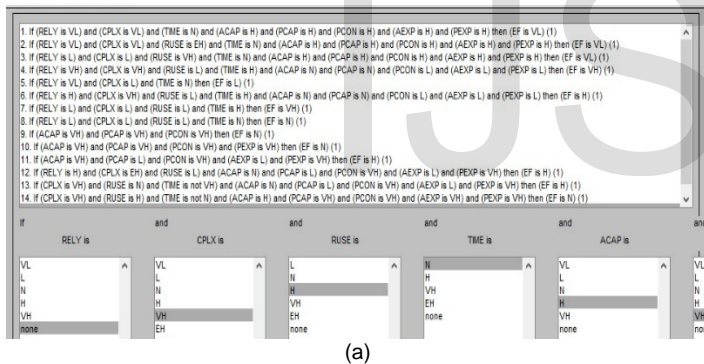 1. If (RELY is VL) and (CPLX is VL) and (TIME is N) and (ACAP is H) and (PCAP is H) and (PCON is H) and (AEXP is H) and (PEXP is H) then (EF is VL) (1)
2. If (RELY is VL) and (CPLX is VL) and (RUSE is EH) and (TIME is N) and (ACAP is H) and (PCAP is H) and (PCON is H) and (AEXP is H) and (PEXP is H) then (EF is VL) (1)
3. If (RELY is L) and (CPLX is L) and (RUSE is VH) and (TIME is N) and (ACAP is H) and (PCAP is H) and (PCON is H) and (AEXP is H) and (PEXP is H) then (EF is VL) (1)
4. If (RELY is VH) and (CPLX is VH) and (RUSE is L) and (TIME is H) and (ACAP is N) and (PCAP is N) and (PCON is L) and (AEXP is L) and (PEXP is L) then (EF is VH) (1)
5. If (RELY is VL) and (CPLX is L) and (TIME is N) then (EF is L) (1)
6. If (RELY is H) and (CPLX is VH) and (RUSE is L) and (TIME is H) and (ACAP is N) and (PCAP is N) and (PCON is L) and (AEXP is L) and (PEXP is L) then (EF is H) (1)
7. If (RELY is L) and (CPLX is L) and (RUSE is L) and (TIME is H) then (EF is VH) (1)
8. If (RELY is L) and (CPLX is L) and (RUSE is L) and (TIME is N) then (EF is N) (1)
9. If (ACAP is VH) and (PCAP is VH) and (PCON is VH) then (EF is N) (1)
10. If (ACAP is VH) and (PCAP is VH) and (PCON is VH) and (PEXP is VH) then (EF is N) (1)
11. If (ACAP is VH) and (PCAP is L) and (PCON is VH) and (AEXP is L) and (PEXP is VH) then (EF is H) (1)
12. If (RELY is H) and (CPLX is EH) and (RUSE is L) and (ACAP is N) and (PCAP is L) and (PCON is VH) and (AEXP is L) and (PEXP is VH) then (EF is H) (1)
13. If (CPLX is VH) and (RUSE is N) and (TIME is not VH) and (ACAP is N) and (PCAP is L) and (PCON is VH) and (AEXP is L) and (PEXP is VH) then (EF is H) (1)
14. If (CPLX is VH) and (RUSE is H) and (TIME is not N) and (ACAP is H) and (PCAP is VH) and (PCON is VH) and (AEXP is VH) and (PEXP is VH) then (EF is N) (1)
If and and and and and
RELY is CPLX is RUSE is TIME is ACAP is
VL VL L N VL VL
L L N H L L
N N H VH N N
H H VH EH H H
VH VH EH none VH VH
none EH none none
(a)
IJS